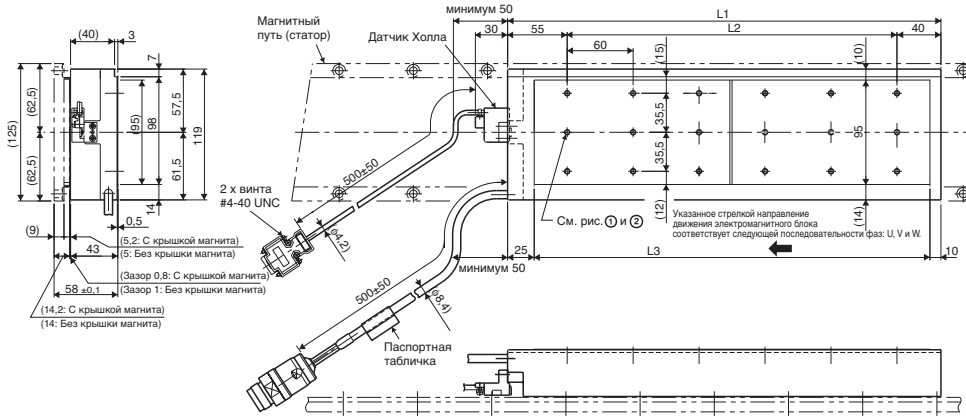 (40)
3
7
(125)
(62,5)
(62,5)
(95)
98
57,5
61,5
119
14
0,5
(9)
43
(5,2: С крышкой магнита)
(5: Без крышки магнита)
(Зазор 0,8: С крышкой магнита)
(Зазор 1: Без крышки магнита)
58 ±0,1
(14,2: С крышкой магнита)
(14: Без крышки магнита)
Магнитный
путь (статор)
минимум 50
30
Датчик Холла
L1
55
L2
40
60
(15)
(10)
35,5
35,5
95
(12)
(14)
500±50
2 x винта
#4-40 UNC
ϕ4,2
См. рис. ① и ②
Указанное стрелкой направление
движения электромагнитного блока
соответствует следующей последовательности фаз: U, V и W.
минимум 50
25
L3
10
500±50
(ϕ8,4)
Паспортная
табличка